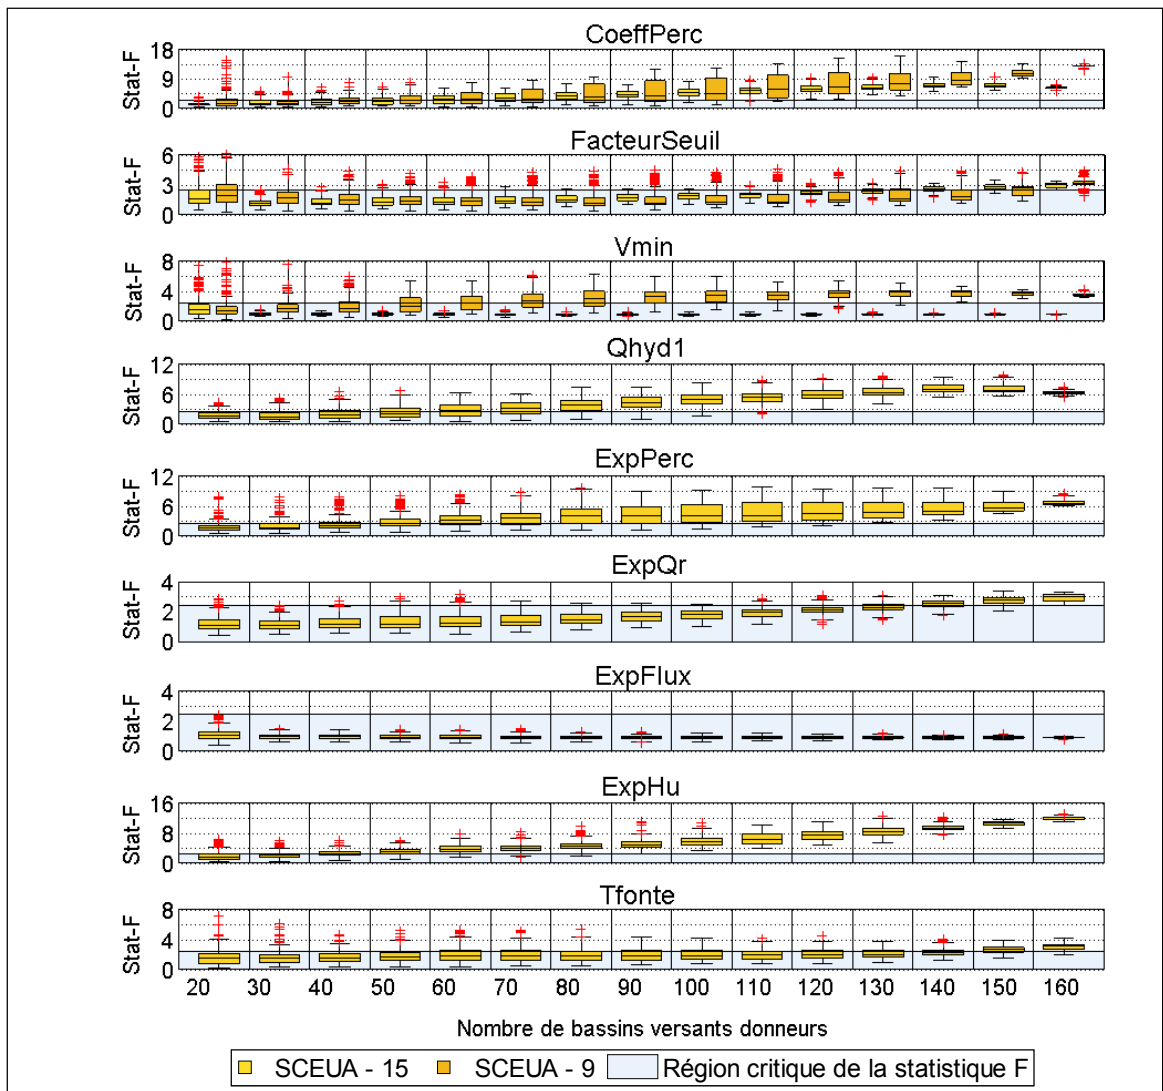 CoeffPerc
Stat-F
18
9
4
0
FacteurSeuil
Stat-F
6
3
0
Vmin
Stat-F
8
4
0
Qhyd1
Stat-F
12
6
0
ExpPerc
Stat-F
12
6
0
ExpQr
Stat-F
4
2
0
ExpFlux
Stat-F
4
2
0
ExpHu
Stat-F
16
8
0
Tfonte
Stat-F
8
4
0
20 30 40 50 60 70 80 90 100 110 120 130 140 150 160
Nombre de bassins versants donneurs
SCEUA - 15 SCEUA - 9 Région critique de la statistique F